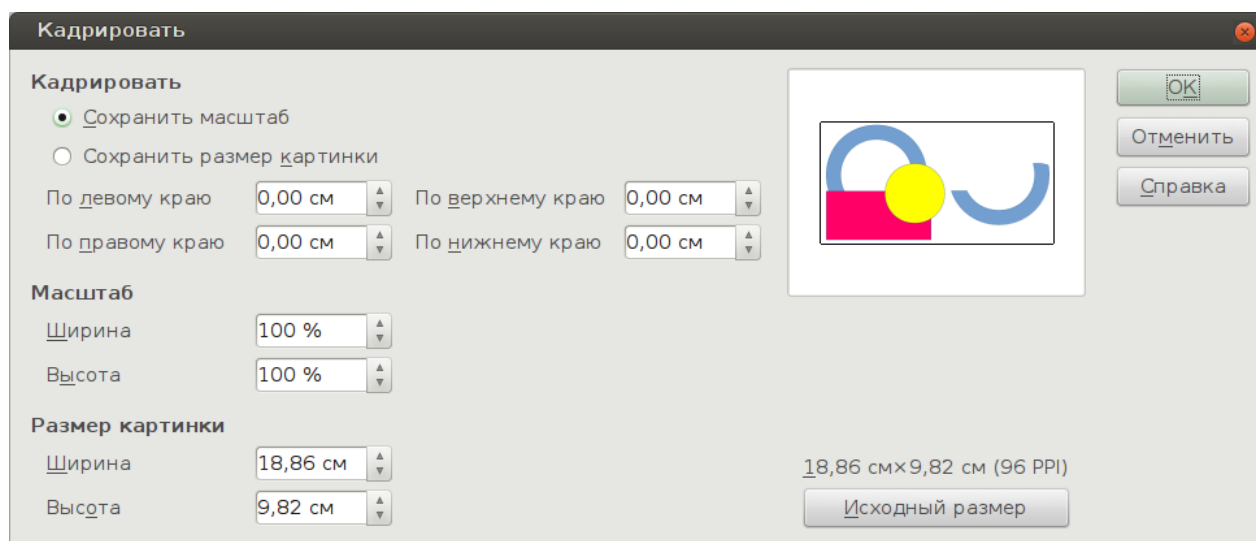 Кадрировать
Кадрировать
Сохранить масштаб
Сохранить размер картинки
По левому краю 0,00 см По верхнему краю 0,00 см
По правому краю 0,00 см По нижнему краю 0,00 см
Масштаб
Ширина 100 %
Высота 100 %
Размер картинки
Ширина 18,86 см
Высота 9,82 см
OK
Отменить
Справка
18,86 см×9,82 см (96 PPI)
Исходный размер